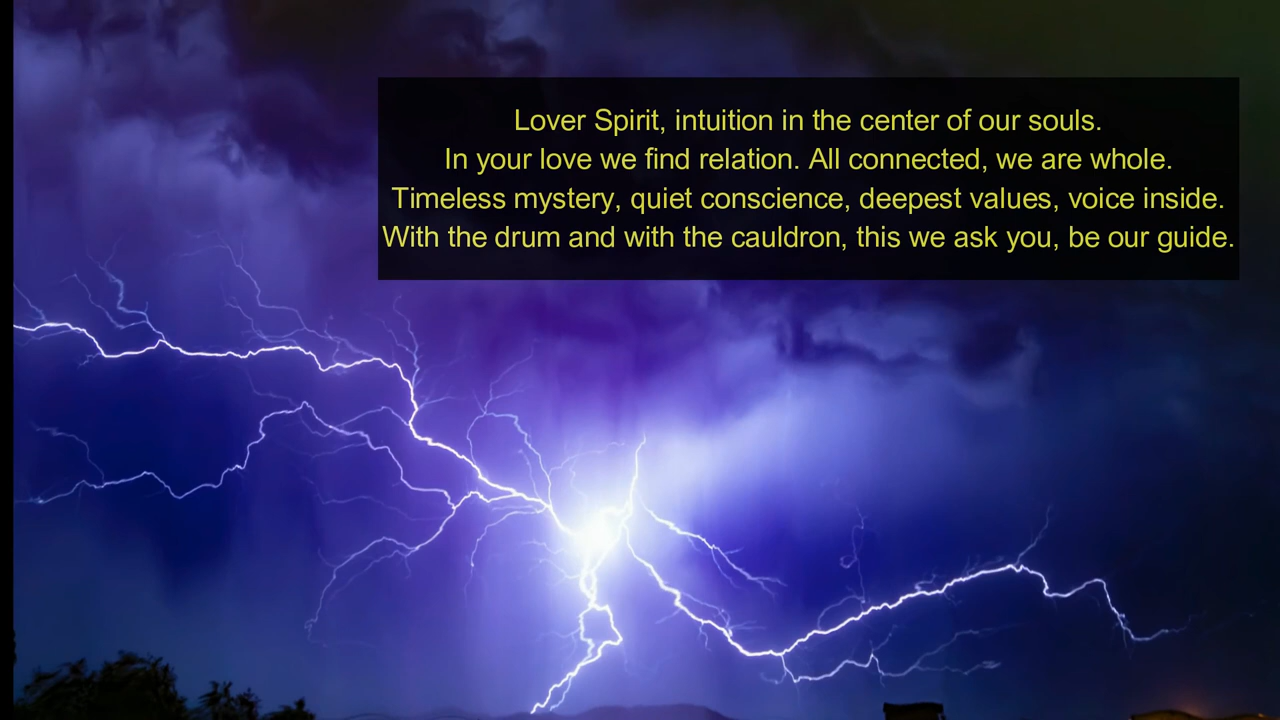 Lover Spirit, intuition in the center of our souls.
In your love we find relation. All connected, we are whole.
Timeless mystery, quiet conscience, deepest values, voice inside.
With the drum and with the cauldron, this we ask you, be our guide.